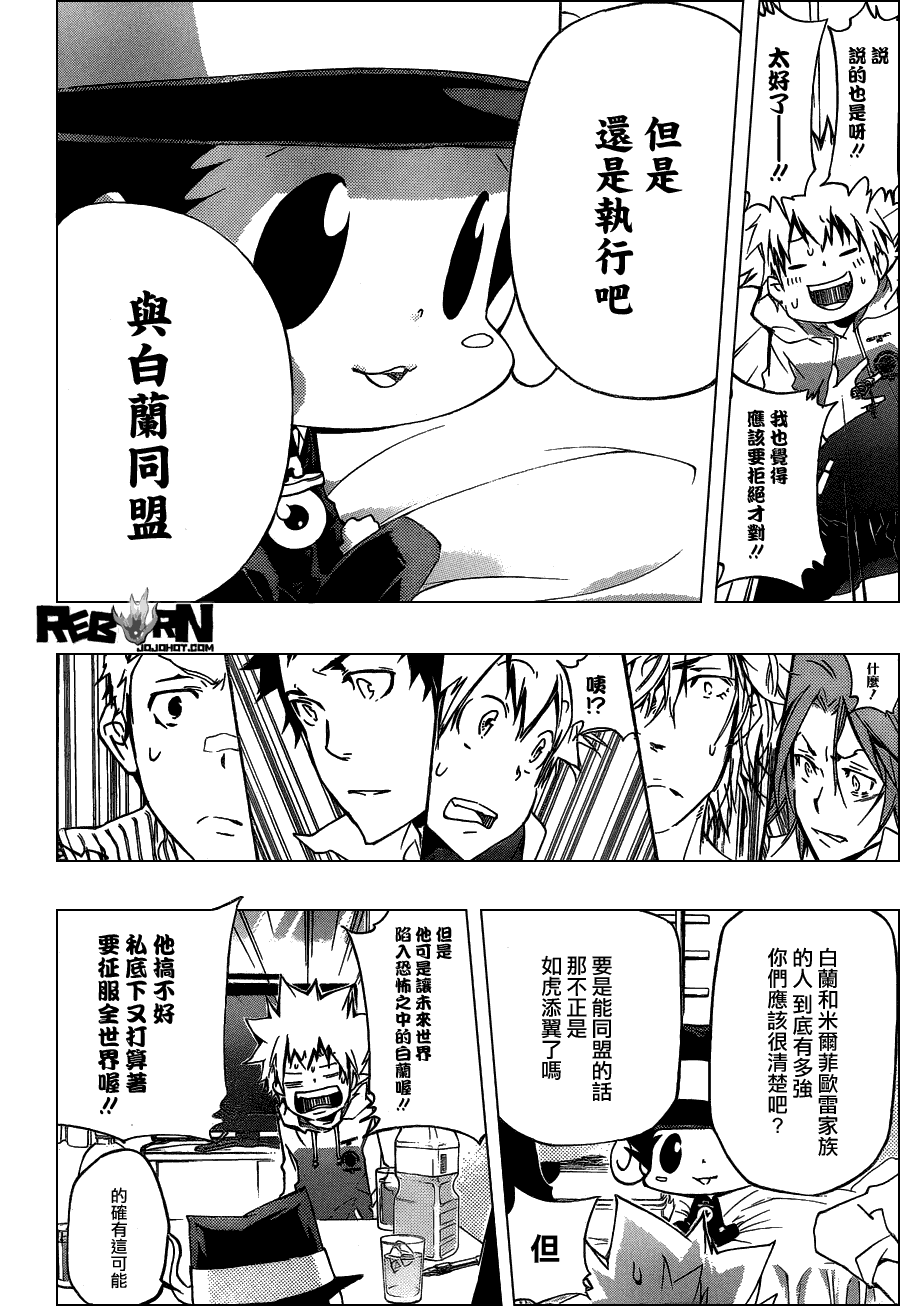 說
說的也是呀!!
太好了——!!
我也覺得
應該要拒絕才對!!
但是
還是執行吧
與白蘭同盟
REBORN
JOJOHOT.COM
什麼!
咦!?
白蘭和米爾菲歐雷家族
的人 到底有多強
你們應該很清楚吧?
要是能同盟的話
那不正是
如虎添翼了嗎
但
但是
他可是讓未來世界
陷入恐怖之中的白蘭喔!!
他搞不好
私底下又打算著
要征服全世界喔!!
的確有這可能